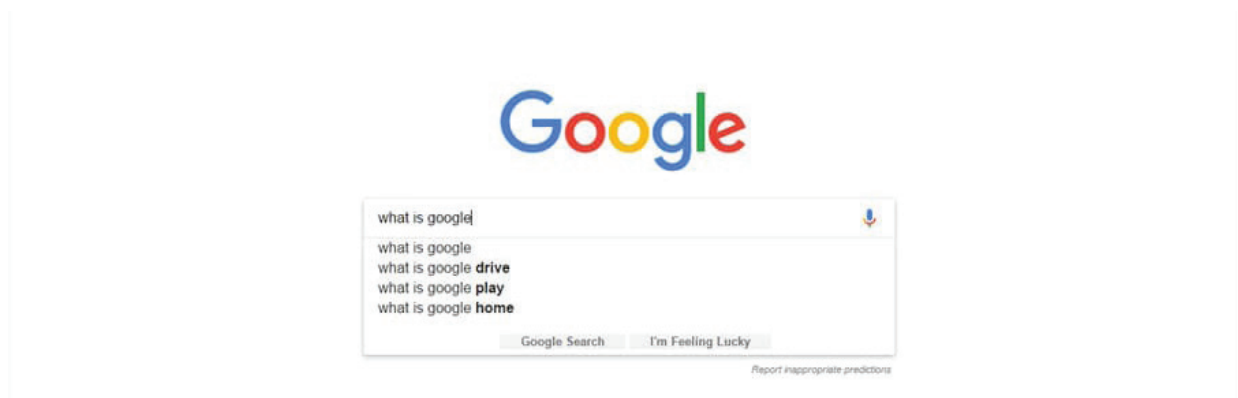 Google
what is google
what is google
what is google drive
what is google play
what is google home
Google Search I'm Feeling Lucky
Report inappropriate predictions